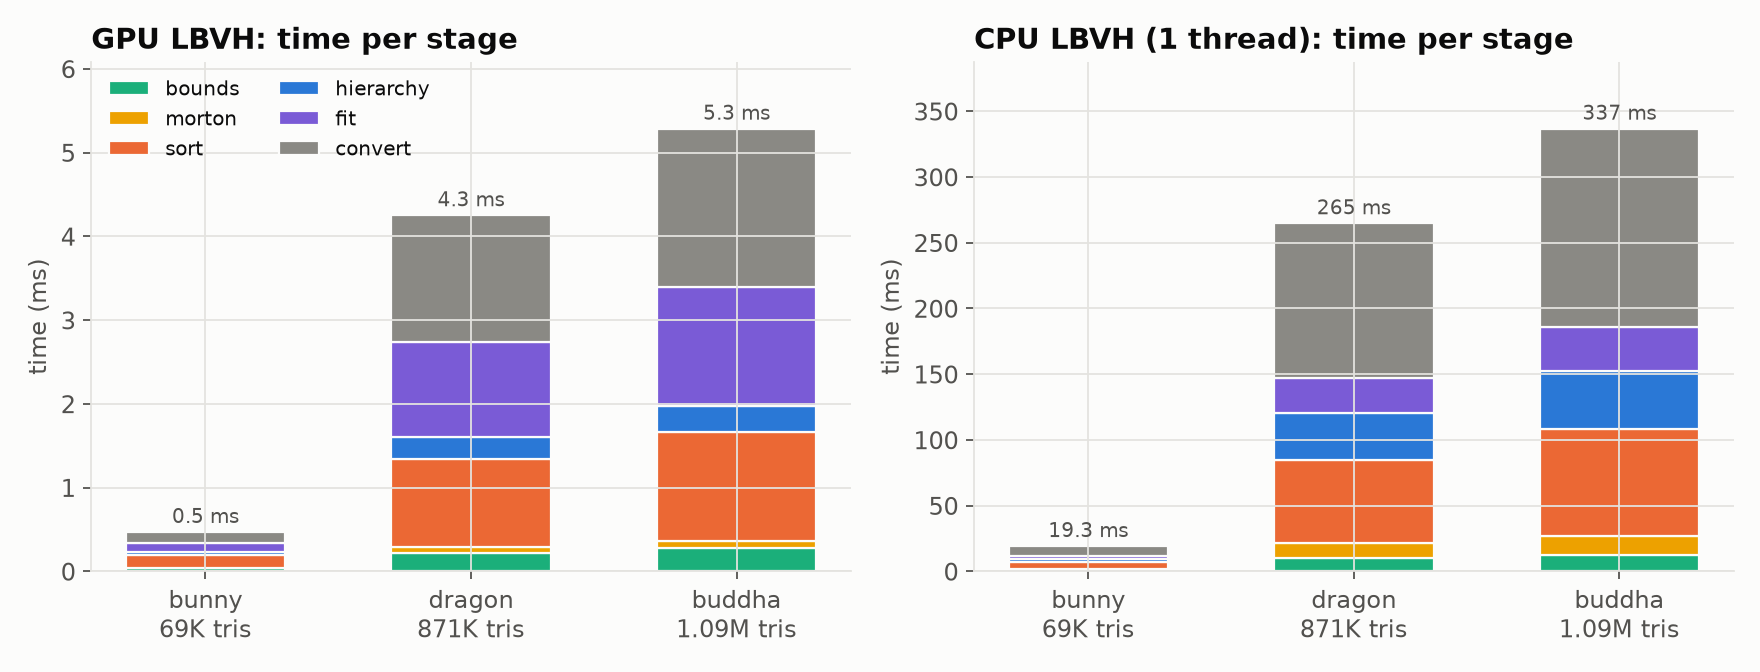 GPU LBVH: time per stage
time (ms)
6
5
4
3
2
1
0
bounds
morton
sort
hierarchy
fit
convert
0.5 ms
4.3 ms
5.3 ms
bunny
69K tris
dragon
871K tris
buddha
1.09M tris
CPU LBVH (1 thread): time per stage
time (ms)
350
300
250
200
150
100
50
0
19.3 ms
265 ms
337 ms
bunny
69K tris
dragon
871K tris
buddha
1.09M tris